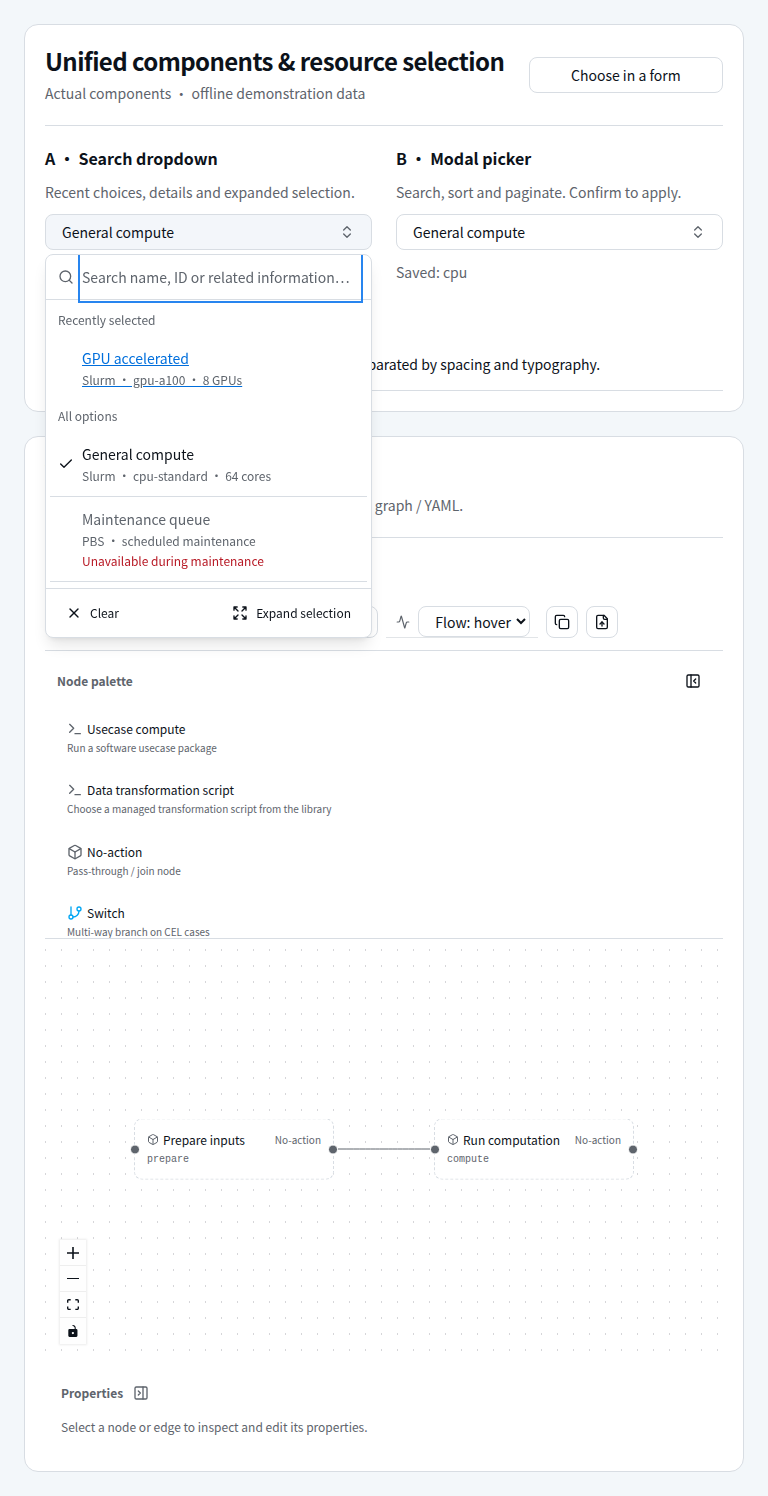 Unified components & resource selection
Actual components • offline demonstration data
Choose in a form
A • Search dropdown
Recent choices, details and expanded selection.
General compute
B • Modal picker
Search, sort and paginate. Confirm to apply.
General compute
Saved: cpu
Search name, ID or related information…
Recently selected
GPU accelerated
Slurm • gpu-a100 • 8 GPUs
All options
General compute
Slurm • cpu-standard • 64 cores
Maintenance queue
PBS • scheduled maintenance
Unavailable during maintenance
Clear
Expand selection
by spacing and typography.
graph / YAML.
Flow: hover
Node palette
Usecase compute
Run a software usecase package
Data transformation script
Choose a managed transformation script from the library
No-action
Pass-through / join node
Switch
Multi-way branch on CEL cases
Prepare inputs
No-action
prepare
Run computation
No-action
compute
Properties
Select a node or edge to inspect and edit its properties.